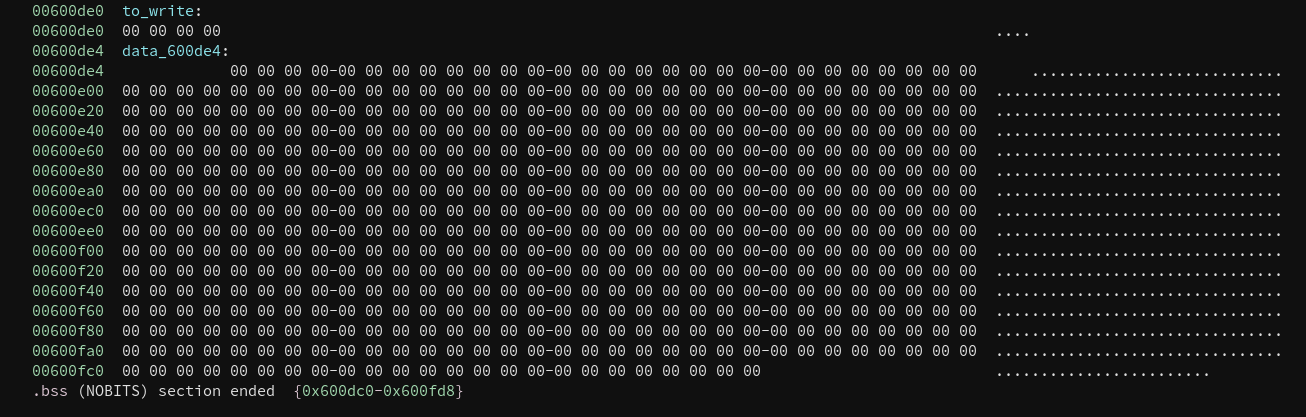 00600de0 to_write:
00600de0 00 00 00 00 ....
00600de4 data_600de4:
00600de4 00 00 00 00-00 00 00 00 00 00 00 00-00 00 00 00 00 00 00 00-00 00 00 00 00 00 00 00 ............................
00600e00 00 00 00 00 00 00 00 00-00 00 00 00 00 00 00 00-00 00 00 00 00 00 00 00-00 00 00 00 00 00 00 00 ................................
00600e20 00 00 00 00 00 00 00 00-00 00 00 00 00 00 00 00-00 00 00 00 00 00 00 00-00 00 00 00 00 00 00 00 ................................
00600e40 00 00 00 00 00 00 00 00-00 00 00 00 00 00 00 00-00 00 00 00 00 00 00 00-00 00 00 00 00 00 00 00 ................................
00600e60 00 00 00 00 00 00 00 00-00 00 00 00 00 00 00 00-00 00 00 00 00 00 00 00-00 00 00 00 00 00 00 00 ................................
00600e80 00 00 00 00 00 00 00 00-00 00 00 00 00 00 00 00-00 00 00 00 00 00 00 00-00 00 00 00 00 00 00 00 ................................
00600ea0 00 00 00 00 00 00 00 00-00 00 00 00 00 00 00 00-00 00 00 00 00 00 00 00-00 00 00 00 00 00 00 00 ................................
00600ec0 00 00 00 00 00 00 00 00-00 00 00 00 00 00 00 00-00 00 00 00 00 00 00 00-00 00 00 00 00 00 00 00 ................................
00600ee0 00 00 00 00 00 00 00 00-00 00 00 00 00 00 00 00-00 00 00 00 00 00 00 00-00 00 00 00 00 00 00 00 ................................
00600f00 00 00 00 00 00 00 00 00-00 00 00 00 00 00 00 00-00 00 00 00 00 00 00 00-00 00 00 00 00 00 00 00 ................................
00600f20 00 00 00 00 00 00 00 00-00 00 00 00 00 00 00 00-00 00 00 00 00 00 00 00-00 00 00 00 00 00 00 00 ................................
00600f40 00 00 00 00 00 00 00 00-00 00 00 00 00 00 00 00-00 00 00 00 00 00 00 00-00 00 00 00 00 00 00 00 ................................
00600f60 00 00 00 00 00 00 00 00-00 00 00 00 00 00 00 00-00 00 00 00 00 00 00 00-00 00 00 00 00 00 00 00 ................................
00600f80 00 00 00 00 00 00 00 00-00 00 00 00 00 00 00 00-00 00 00 00 00 00 00 00-00 00 00 00 00 00 00 00 ................................
00600fa0 00 00 00 00 00 00 00 00-00 00 00 00 00 00 00 00-00 00 00 00 00 00 00 00-00 00 00 00 00 00 00 00 ................................
00600fc0 00 00 00 00 00 00 00 00-00 00 00 00 00 00 00 00-00 00 00 00 00 00 00 00 ........................
.bss (NOBITS) section ended {0x600dc0-0x600fd8}